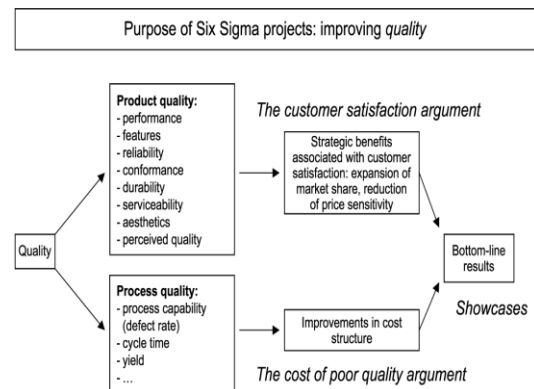 Purpose of Six Sigma projects: improving quality
Product quality:
- performance
- features
- reliability
- conformance
- durability
- serviceability
- aesthetics
- perceived quality
The customer satisfaction argument
Strategic benefits
associated with customer
satisfaction: expansion of
market share, reduction
of price sensitivity
Quality
Bottom-line
results
Showcases
Process quality:
- process capability
(defect rate)
- cycle time
- yield
- ...
Improvements in cost
structure
The cost of poor quality argument